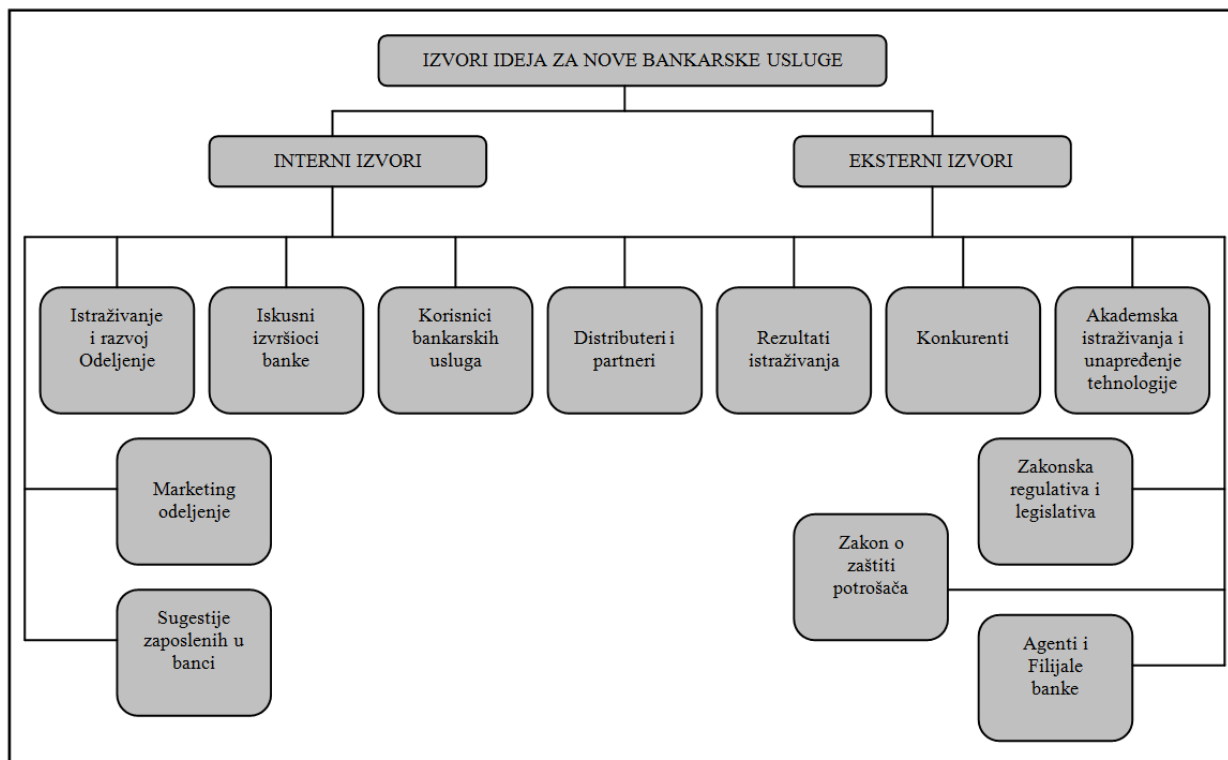 IZVORI IDEJA ZA NOVE BANKARSKE USLUGE
INTERNI IZVORI
EKSTERNI IZVORI
Istraživanje
i razvoj
Odeljenje
Iskusni
izvršioci
banke
Korisnici
bankarskih
usluga
Distributeri i
partneri
Rezultati
istraživanja
Konkurenti
Akademska
istraživanja i
unapređenje
tehnologije
Marketing
odeljenje
Zakonska
regulativa i
legislativa
Zakon o
zaštiti
potrošača
Sugestije
zaposlenih u
banci
Agenti i
Filijale
banke